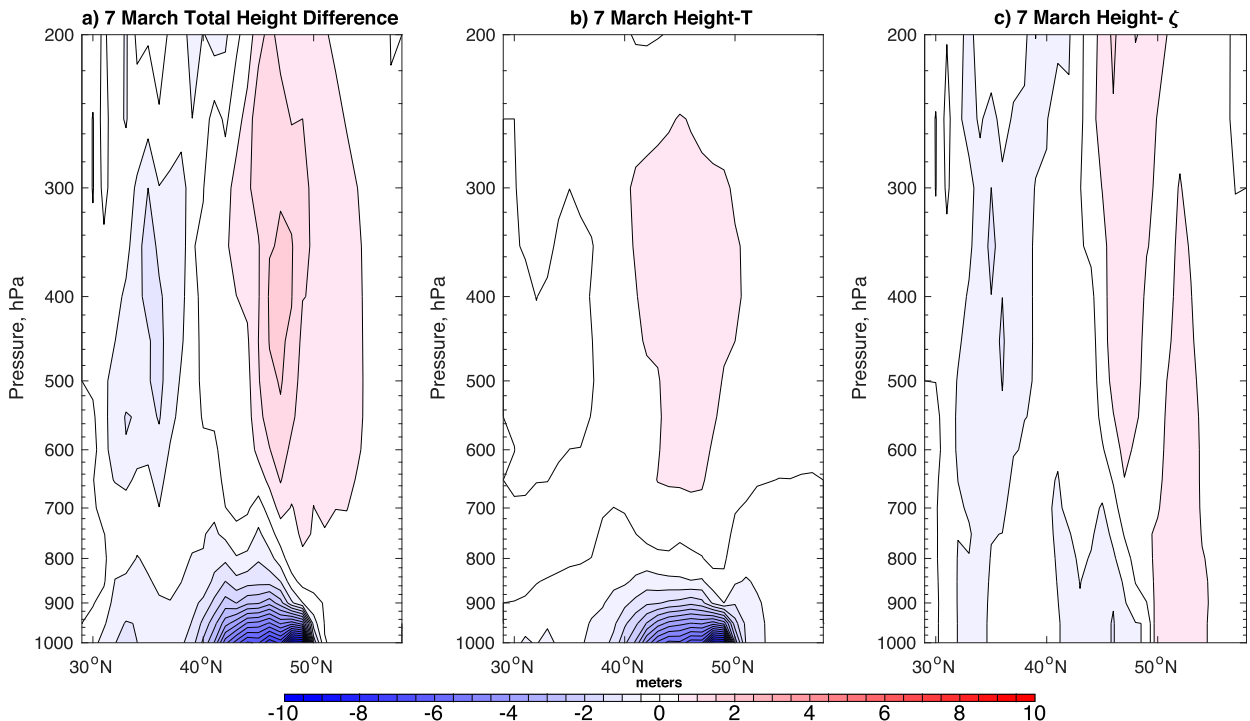 a) 7 March Total Height Difference
b) 7 March Height-T
c) 7 March Height- ζ
Pressure, hPa
200
300
400
500
600
700
800
900
1000
30°N
40°N
50°N
Pressure, hPa
200
300
400
500
600
700
800
900
1000
30°N
40°N
50°N
Pressure, hPa
200
300
400
500
600
700
800
900
1000
30°N
40°N
50°N
meters
-10 -8 -6 -4 -2 0 2 4 6 8 10